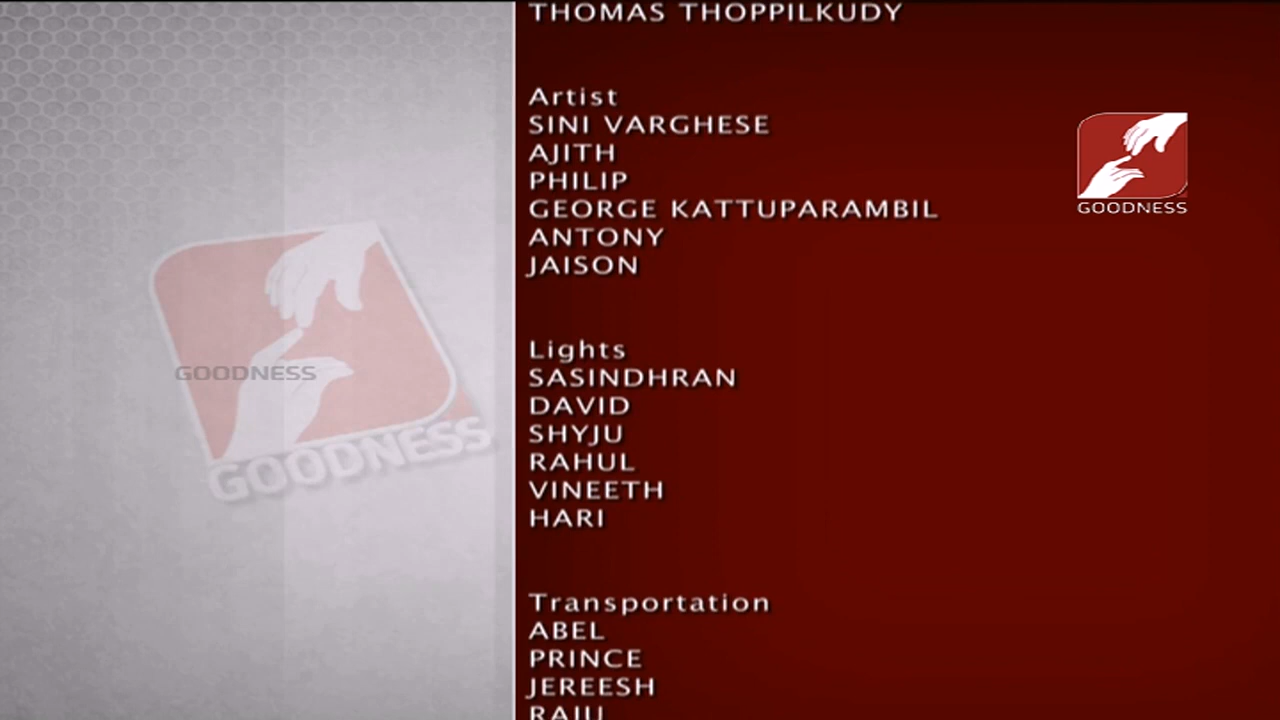 THOMAS THOPPILKUDY
Artist
SINI VARGHESE
AJITH
PHILIP
GEORGE KATTUPARAMBIL
ANTONY
JAISON
Lights
SASINDHRAN
DAVID
SHYJU
RAHUL
VINEETH
HARI
Transportation
ABEL
PRINCE
JEREESH
RAJU
GOODNESS
GOODNESS
GOODNESS